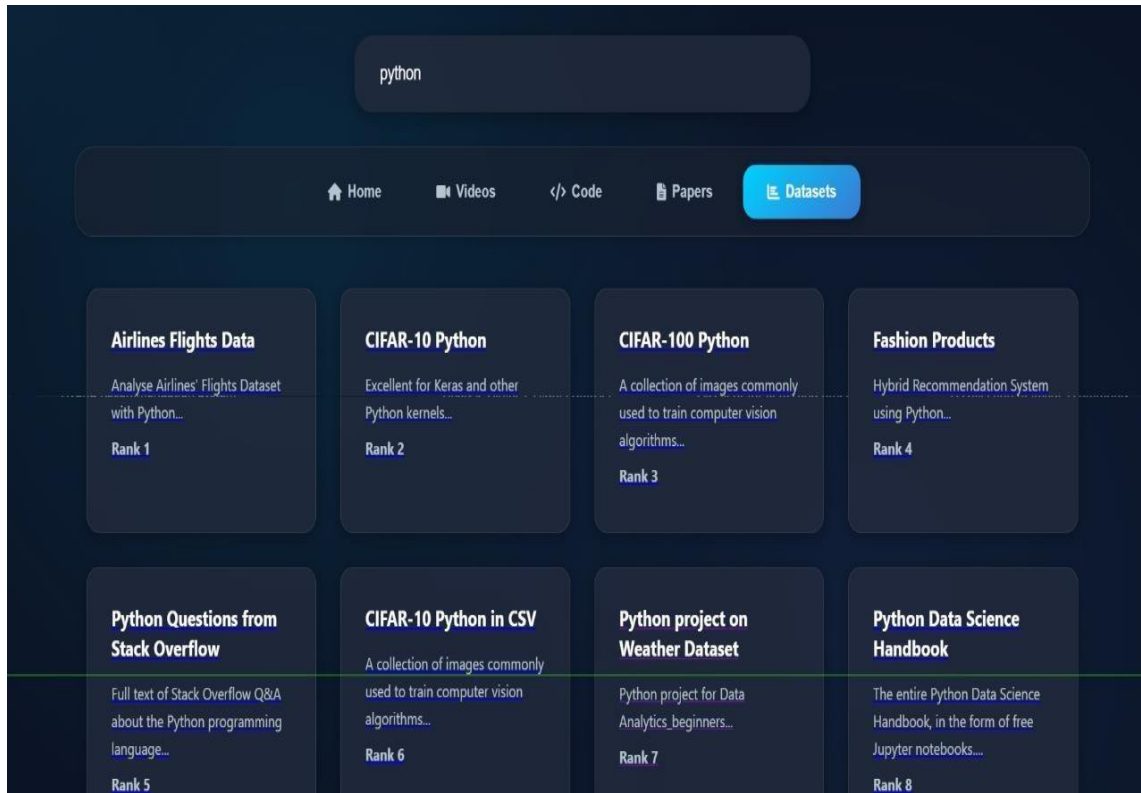 python
Home Videos </> Code Papers Datasets
Airlines Flights Data
Analyse Airlines' Flights Dataset
with Python...
Rank 1
CIFAR-10 Python
Excellent for Keras and other
Python kernels...
Rank 2
CIFAR-100 Python
A collection of images commonly
used to train computer vision
algorithms...
Rank 3
Fashion Products
Hybrid Recommendation System
using Python...
Rank 4
Python Questions from
Stack Overflow
Full text of Stack Overflow Q&A
about the Python programming
language...
Rank 5
CIFAR-10 Python in CSV
A collection of images commonly
used to train computer vision
algorithms...
Rank 6
Python project on
Weather Dataset
Python project for Data
Analytics_beginners...
Rank 7
Python Data Science
Handbook
The entire Python Data Science
Handbook, in the form of free
Jupyter notebooks....
Rank 8